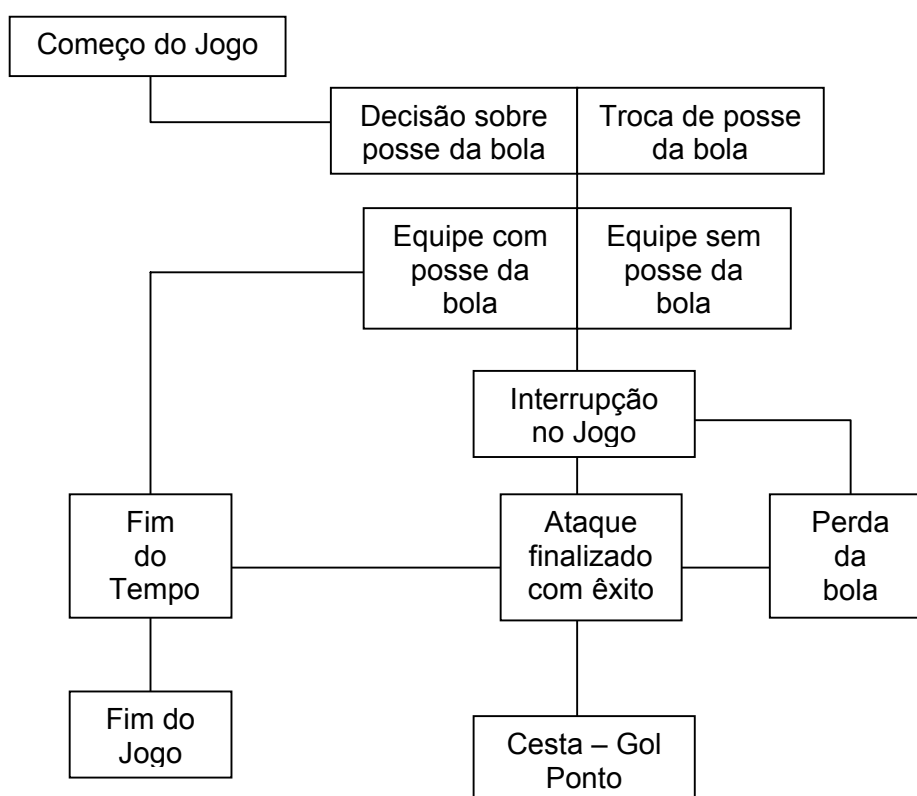 Começo do Jogo
Decisão sobre
posse da bola
Troca de posse
da bola
Equipe com
posse da
bola
Equipe sem
posse da
bola
Interrupção
no Jogo
Fim
do
Tempo
Ataque
finalizado
com êxito
Perda
da
bola
Fim do
Jogo
Cesta – Gol
Ponto